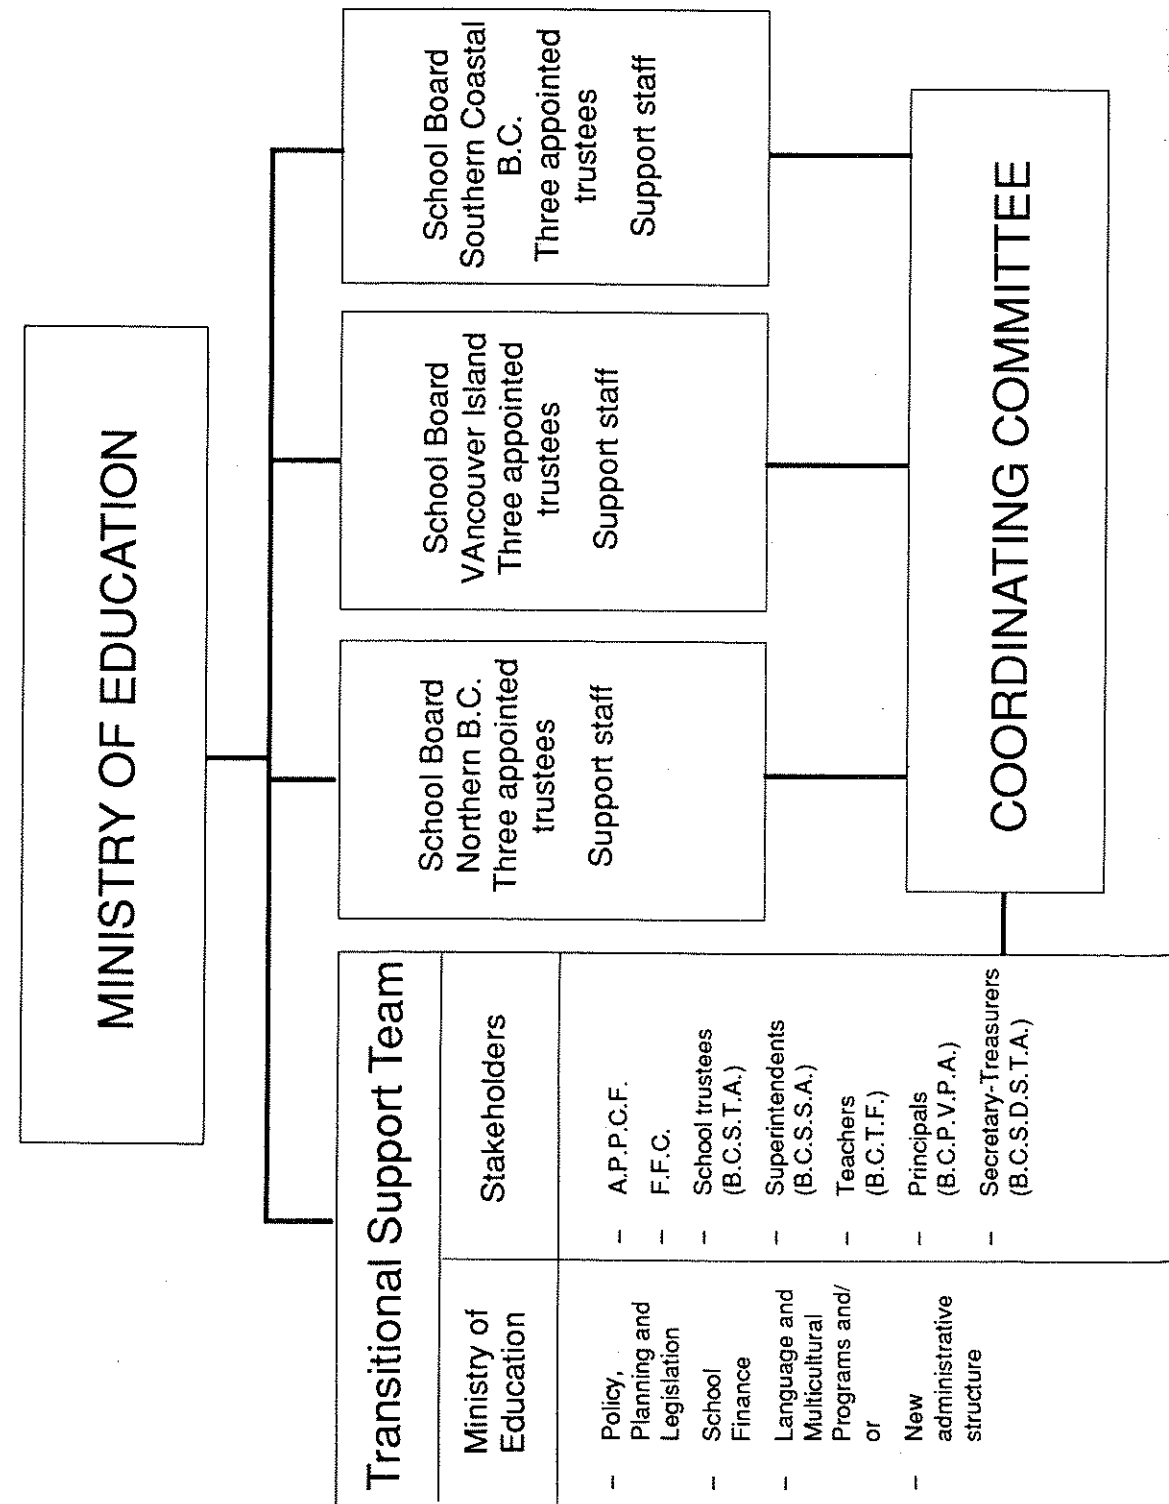 MINISTRY OF EDUCATION
Transitional Support Team
Ministry of
Education
– Policy,
Planning and
Legislation
– School
Finance
– Language and
Multicultural
Programs and/
or
– New
administrative
structure
Stakeholders
– A.P.P.C.F.
– F.F.C.
– School trustees
(B.C.S.T.A.)
– Superintendents
(B.C.S.S.A.)
– Teachers
(B.C.T.F.)
– Principals
(B.C.P.V.P.A.)
– Secretary-Treasurers
(B.C.S.D.S.T.A.)
School Board
Northern B.C.
Three appointed
trustees
Support staff
School Board
VAncouver Island
Three appointed
trustees
Support staff
School Board
Southern Coastal
B.C.
Three appointed
trustees
Support staff
COORDINATING COMMITTEE